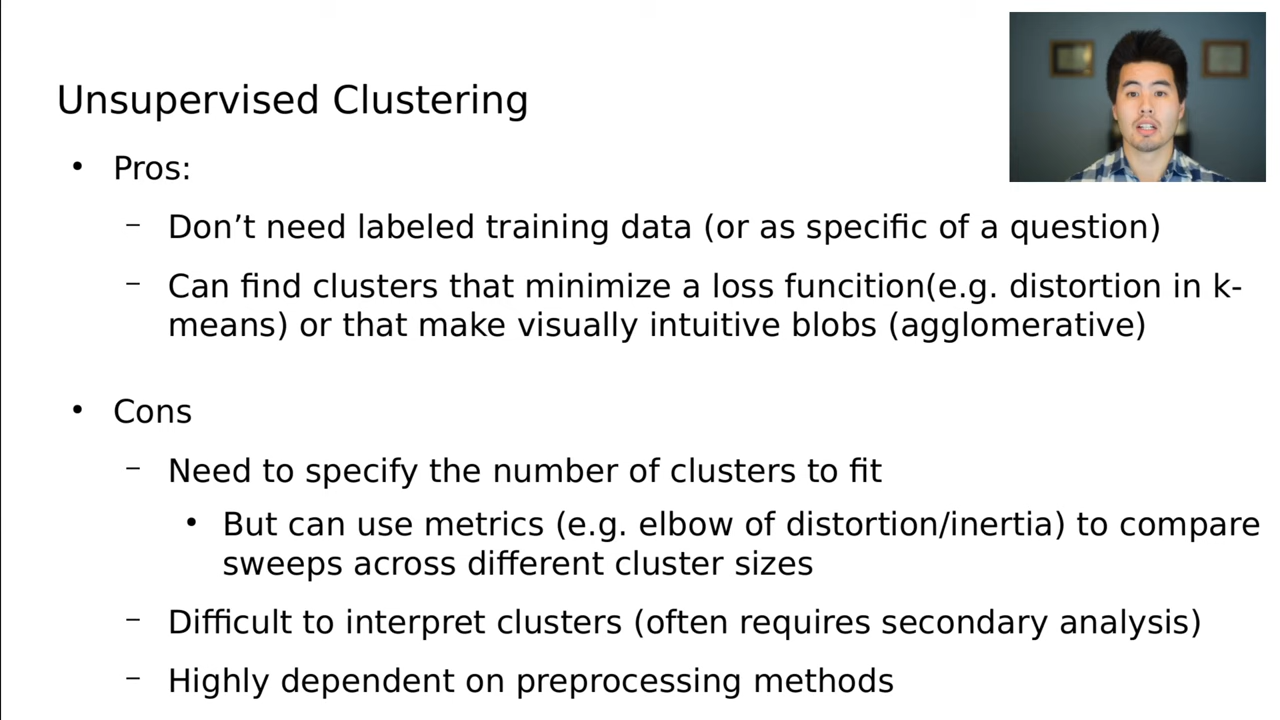 Unsupervised Clustering
• Pros:
– Don’t need labeled training data (or as specific of a question)
– Can find clusters that minimize a loss funcition(e.g. distortion in k-
means) or that make visually intuitive blobs (agglomerative)
• Cons
– Need to specify the number of clusters to fit
• But can use metrics (e.g. elbow of distortion/inertia) to compare
sweeps across different cluster sizes
– Difficult to interpret clusters (often requires secondary analysis)
– Highly dependent on preprocessing methods